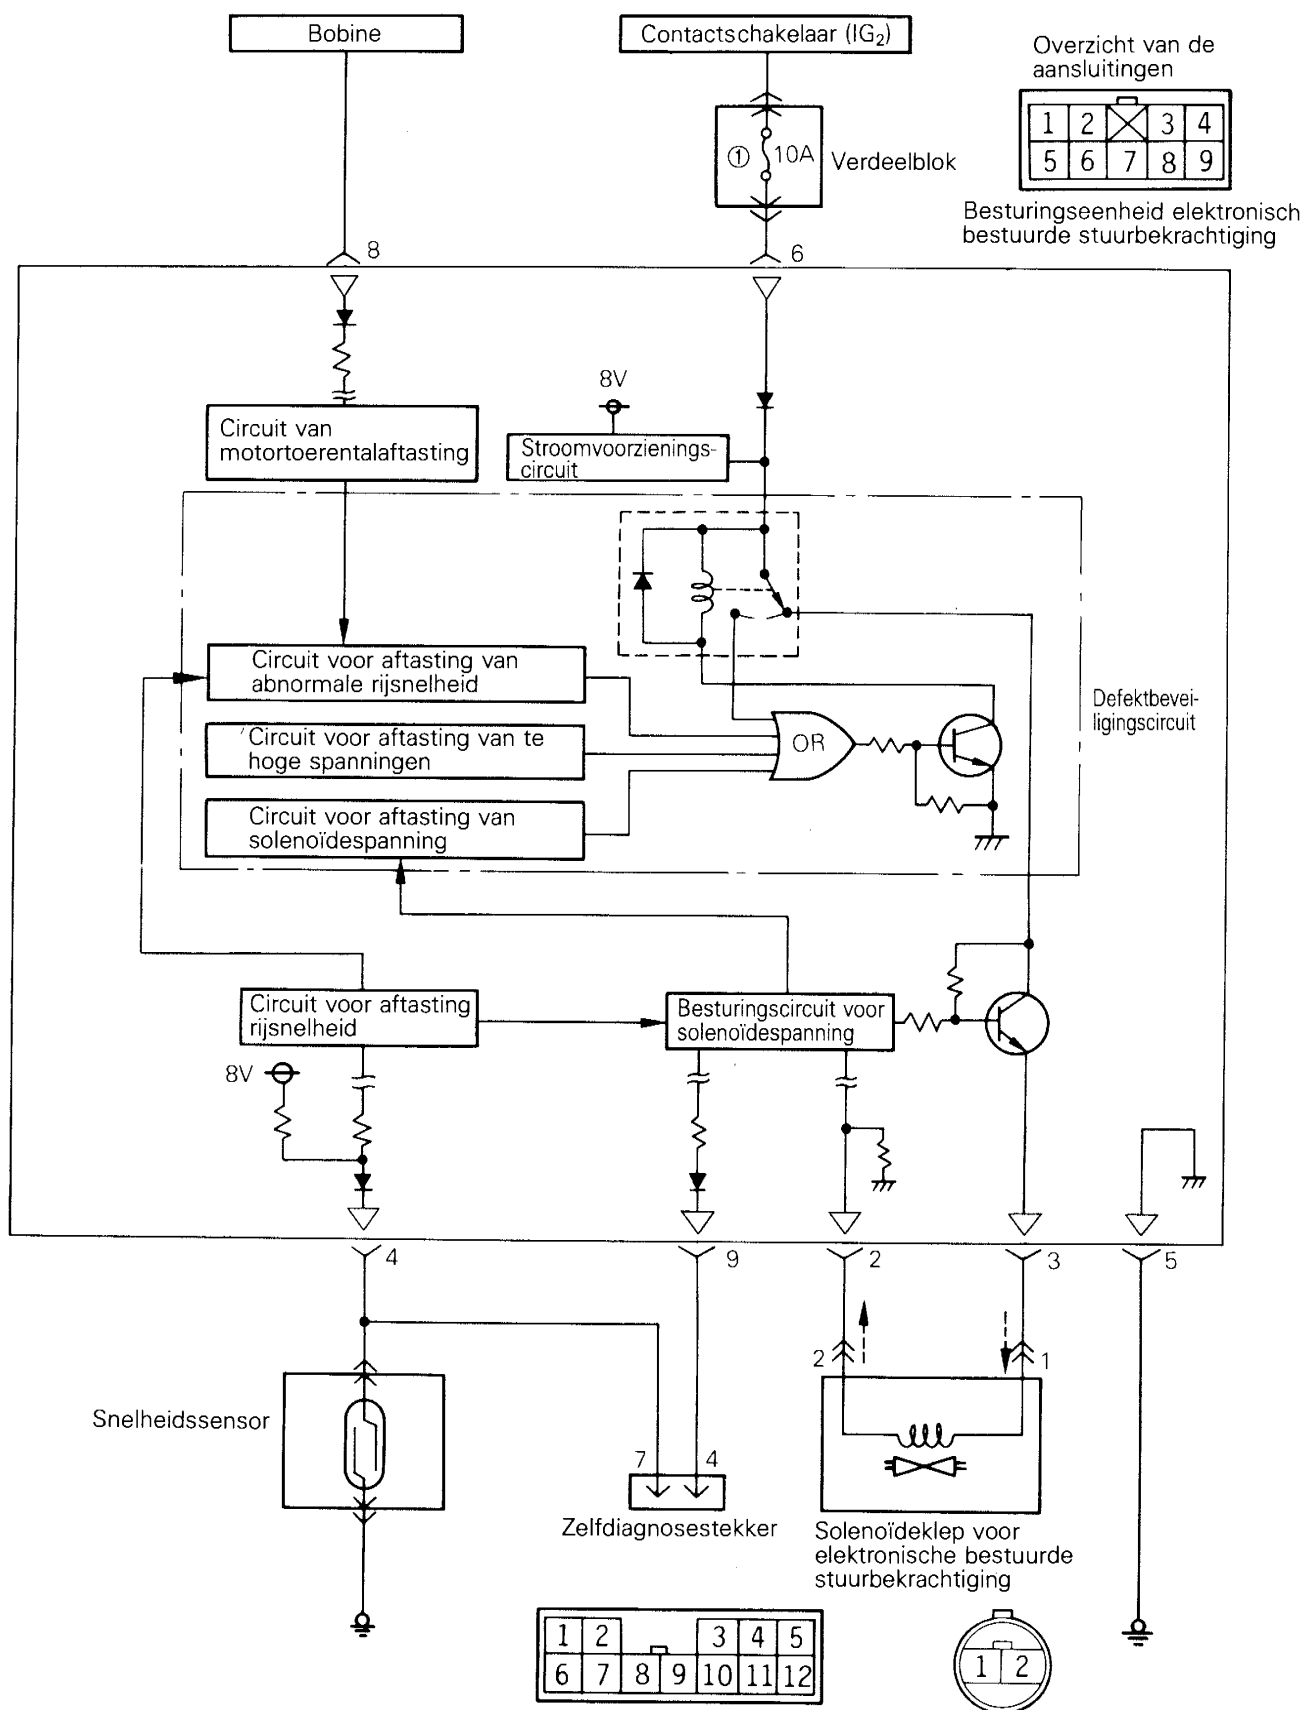 Bobine
Contactschakelaar (IG2)
Overzicht van de
aansluitingen
1 2 3 4
5 6 7 8 9
① 10A
Verdeelblok
Besturingseenheid elektronisch
bestuurde stuurbekrachtiging
8
6
8V
Circuit van
motortoerentalaftasting
Stroomvoorzienings-
circuit
Circuit voor aftasting van
abnormale rijsnelheid
Defektbevei-
ligingscircuit
Circuit voor aftasting van te
hoge spanningen
OR
Circuit voor aftasting van
solenoïdespanning
Circuit voor aftasting
rijsnelheid
Besturingscircuit voor
solenoïdespanning
8V
4
9
2
3
5
2
1
Snelheidssensor
7 4
Zelfdiagnosestekker
Solenoïdeklep voor
elektronische bestuurde
stuurbekrachtiging
1 2 3 4 5
6 7 8 9 10 11 12
1 2